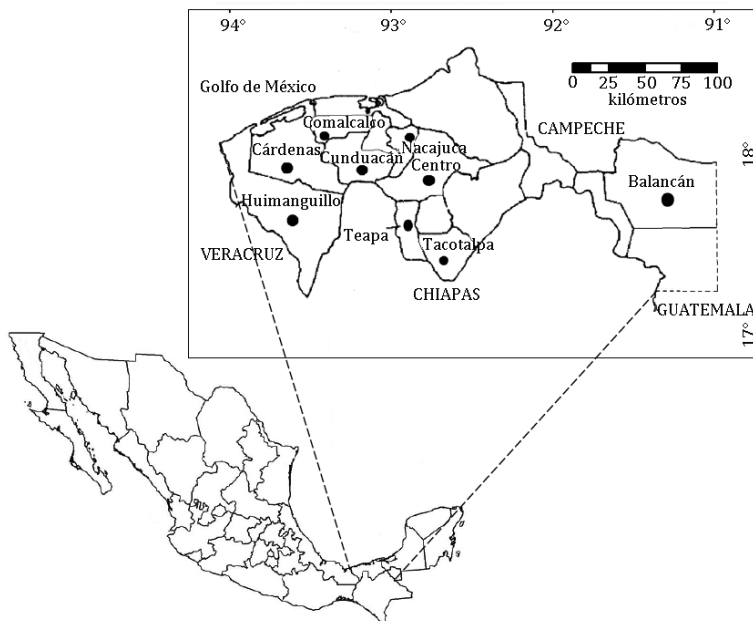 94° 93° 92° 91°
Golfo de México
0 25 50 75 100
kilómetros
Comalcalco
CAMPECHE
Cárdenas
Cunduacán
Nacajuca
Centro
18°
Balancán
Huimanguillo
Teapa
Tacotalpa
VERACRUZ
CHIAPAS
GUATEMALA
17°